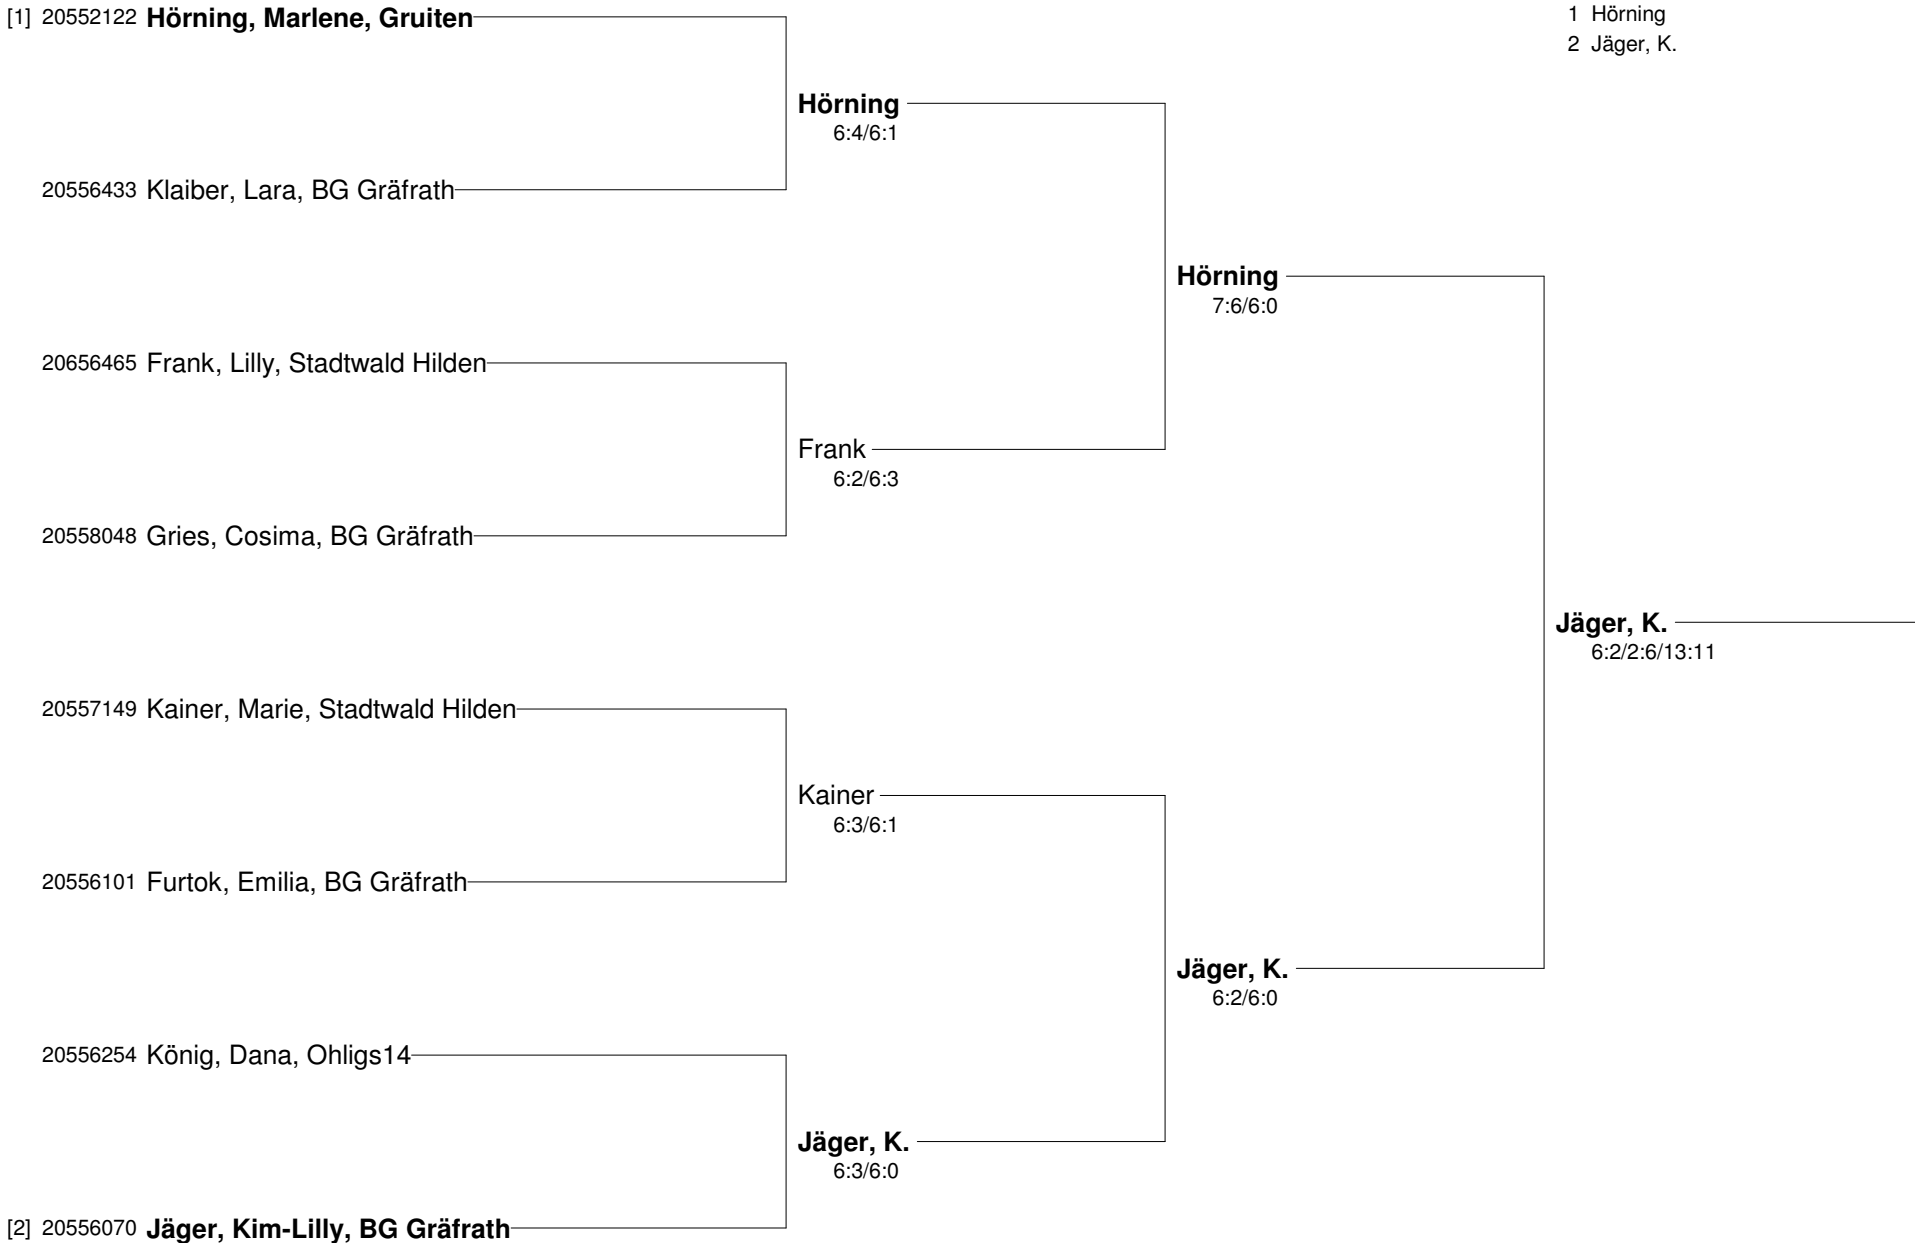 [1] 20552122 Hörning, Marlene, Gruiten
1 Hörning
2 Jäger, K.
Hörning
6:4/6:1
20556433 Klaiber, Lara, BG Gräfrath
Hörning
7:6/6:0
20656465 Frank, Lilly, Stadtwald Hilden
Frank
6:2/6:3
20558048 Gries, Cosima, BG Gräfrath
Jäger, K.
6:2/2:6/13:11
20557149 Kainer, Marie, Stadtwald Hilden
Kainer
6:3/6:1
20556101 Furtok, Emilia, BG Gräfrath
Jäger, K.
6:2/6:0
20556254 König, Dana, Ohligs14
Jäger, K.
6:3/6:0
[2] 20556070 Jäger, Kim-Lilly, BG Gräfrath